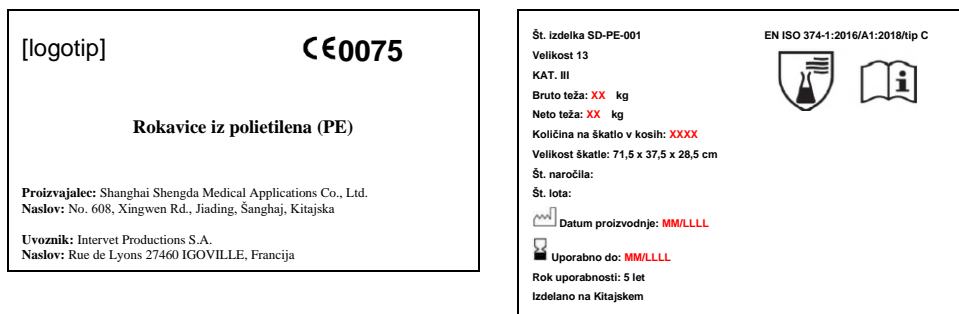 [logotip]
CE0075
Rokavice iz polietilena (PE)
Proizvajalec: Shanghai Shengda Medical Applications Co., Ltd.
Naslov: No. 608, Xingwen Rd., Jiading, Šanghaj, Kitajska
Uvoznik: Intervet Productions S.A.
Naslov: Rue de Lyons 27460 IGOVILLE, Francija
Št. izdelka SD-PE-001
Velikost 13
KAT. III
Bruto teža: XX kg
Neto teža: XX kg
Količina na škatlo v kosih: XXXX
Velikost škatle: 71,5 x 37,5 x 28,5 cm
Št. naročila:
Št. lota:
Datum proizvodnje: MM/LLLL
Uporabno do: MM/LLLL
Rok uporabnosti: 5 let
Izdelano na Kitajskem
EN ISO 374-1:2016/A1:2018/tip C